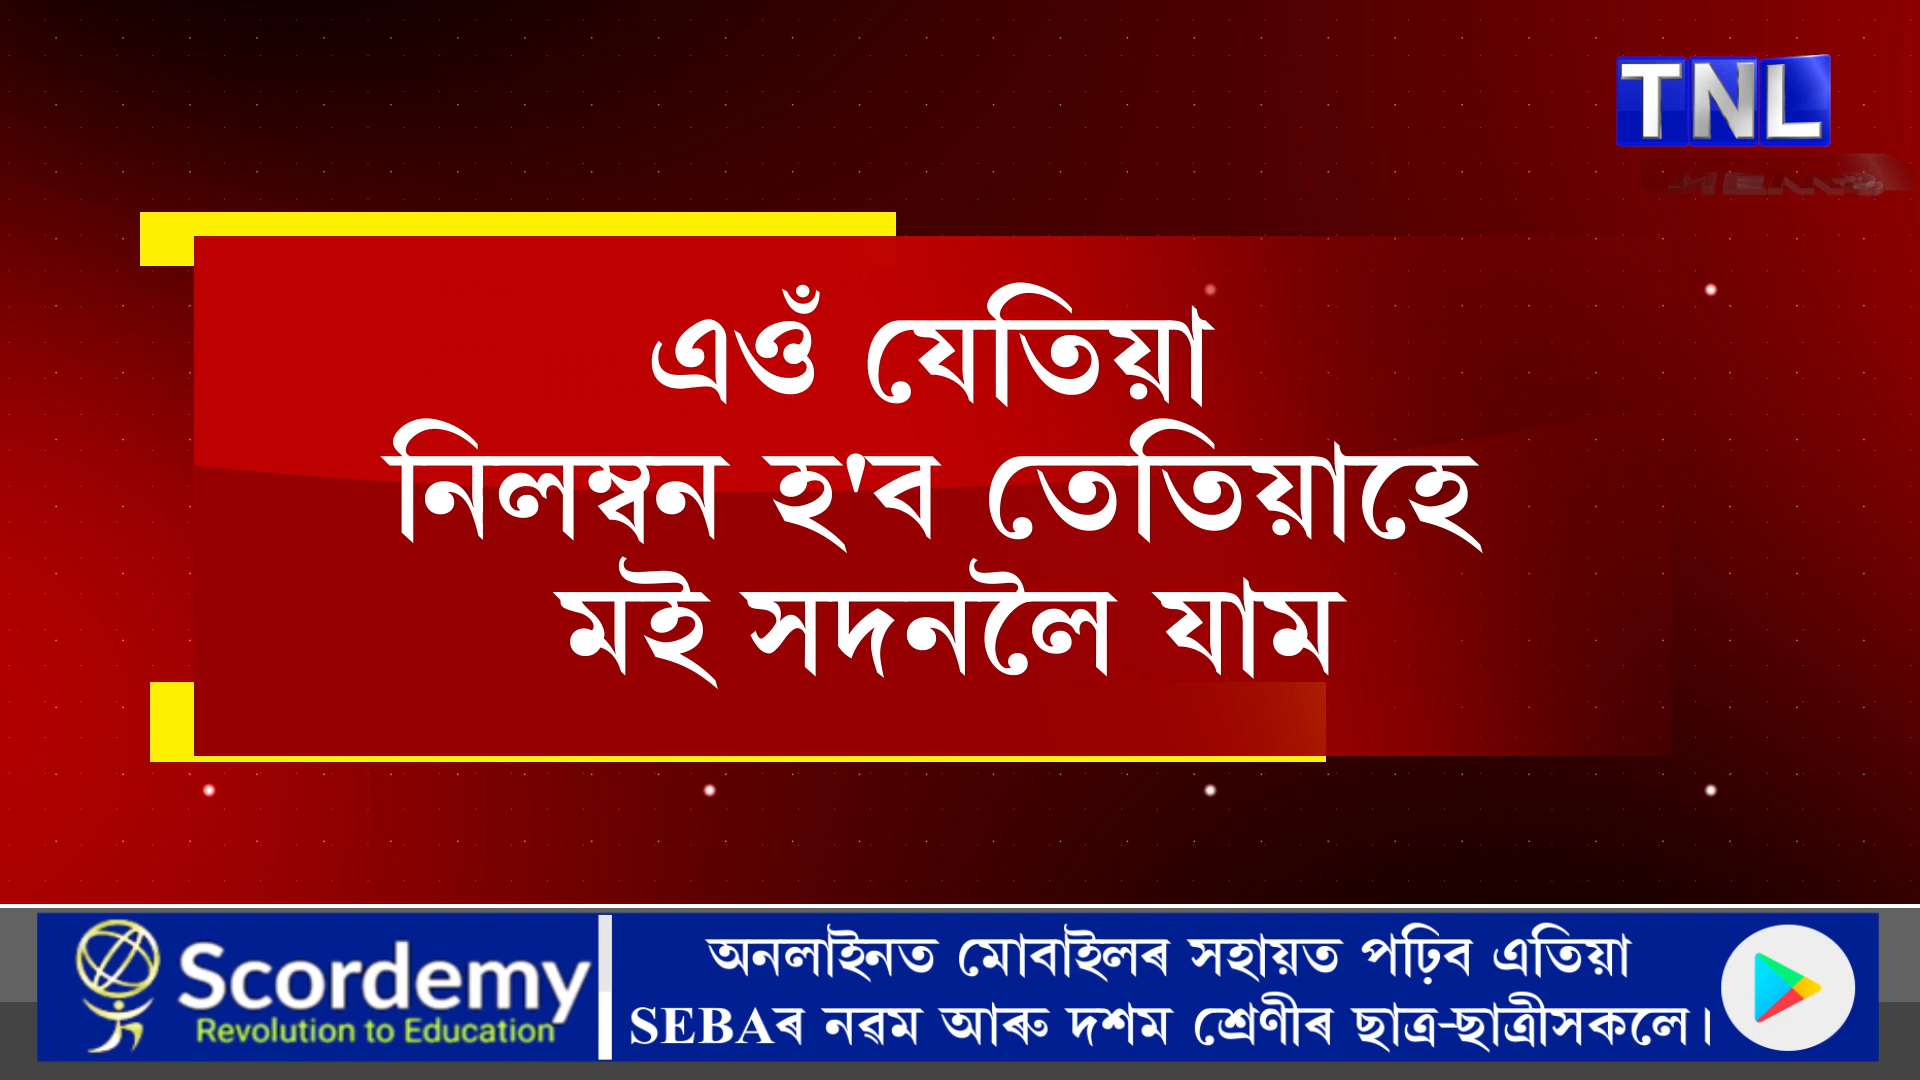 TNL
এওঁ যেতিয়া
নিলম্বন হ'ব তেতিয়াহে
মই সদনলৈ যাম
Scordemy
Revolution to Education
অনলাইনত মোবাইলৰ সহায়ত পঢ়িব এতিয়া
SEBAৰ নৱম আৰু দশম শ্ৰেণীৰ ছাত্ৰ-ছাত্ৰীসকলে।